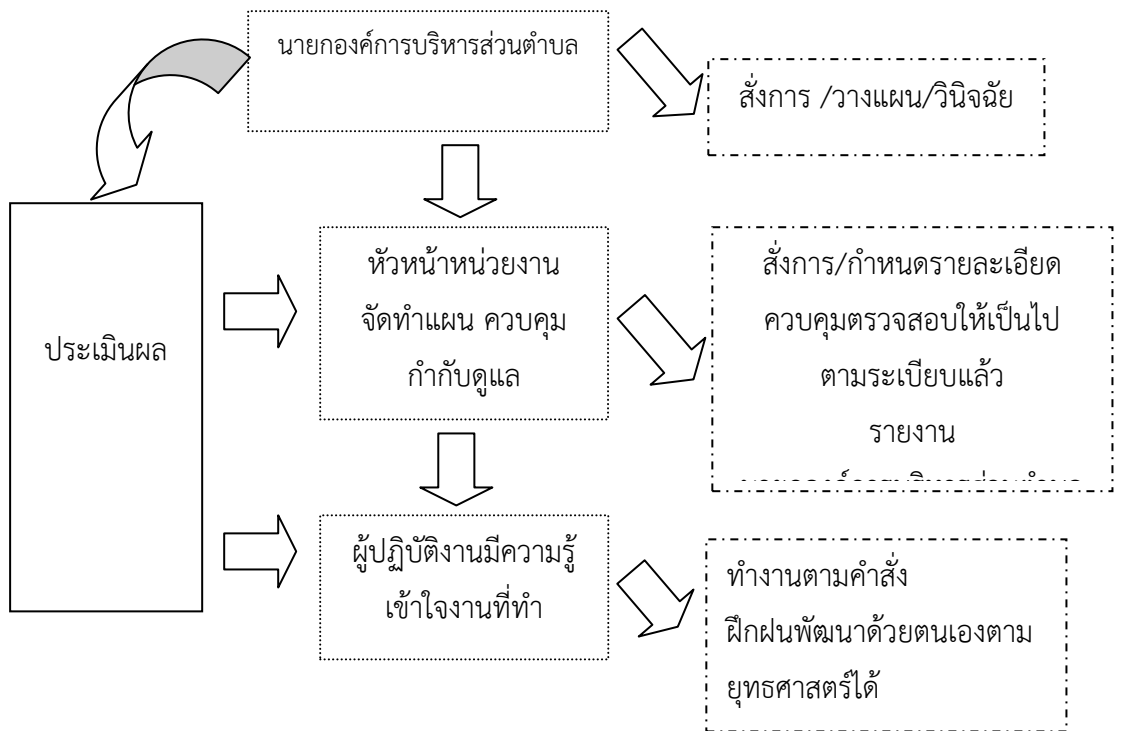 นายกองค์การบริหารส่วนตำบล
สั่งการ /วางแผน/วินิจฉัย
ประเมินผล
หัวหน้าหน่วยงาน
จัดทำแผน ควบคุม
กำกับดูแล
สั่งการ/กำหนดรายละเอียด
ควบคุมตรวจสอบให้เป็นไป
ตามระเบียบแล้ว
รายงาน
ผู้ปฏิบัติงานมีความรู้
เข้าใจงานที่ทำ
ทำงานตามคำสั่ง
ฝึกฝนพัฒนาด้วยตนเองตาม
ยุทธศาสตร์ได้